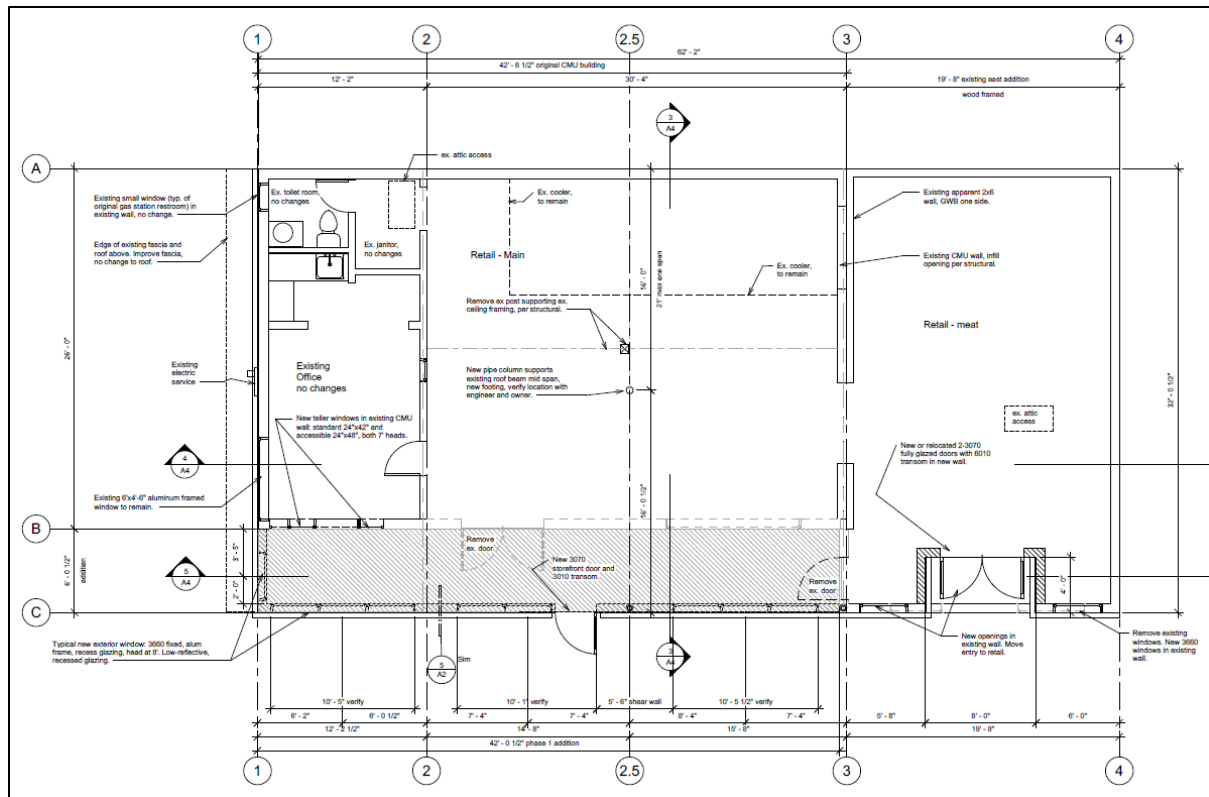 1
2
2.5
3
4
62' - 2"
42' - 6 1/2" original CMU building
12' - 2"
30' - 4"
19' - 8" existing east addition
wood framed
3
A4
A
ex. attic access
Existing small window (typ. of
original gas station restroom) in
existing wall, no change.
Ex. toilet room,
no changes
Ex. cooler,
to remain
Existing apparent 2x6
wall, GWB one side.
Edge of existing fascia and
roof above. Improve fascia,
no change to roof.
Ex. janitor,
no changes
Retail - Main
Existing CMU wall, infill
opening per structural.
Ex. cooler,
to remain
16' - 0"
21' max one span
Remove ex post supporting ex.
ceiling framing, per structural.
Retail - meat
26' - 0"
Existing
electric
service
Existing
Office
no changes
New pipe column supports
existing roof beam mid span,
new footing, verify location with
engineer and owner.
32' - 0 1/2"
New teller windows in existing CMU
wall: standard 24"x42" and
accessible 24"x48", both 7' heads.
ex. attic
access
4
A4
New or relocated 2-3070
fully glazed doors with 6010
transom in new wall.
Existing 6'x4'-6" aluminum framed
window to remain.
16' - 0 1/2"
B
Remove
ex. door
3' - 5"
6' - 0 1/2"
addition
5
A4
New 3070
storefront door and
3010 transom.
Remove
ex. door
2' - 0"
4' - 0"
C
Typical new exterior window: 3660 fixed, alum
frame, recess glazing, head at 8'. Low-reflective,
recessed glazing.
New openings in
existing wall. Move
entry to retail.
Remove existing
windows. New 3660
windows in existing
wall.
5
A2
Sim
3
A4
10' - 5" verify
10' - 1" verify
5' - 6" shear wall
10' - 5 1/2" verify
6' - 2"
6' - 0 1/2"
7' - 4"
7' - 4"
8' - 4"
7' - 4"
5' - 8"
8' - 0"
6' - 0"
12' - 2 1/2"
14' - 8"
15' - 8"
19' - 8"
42' - 0 1/2" phase 1 addition
1
2
2.5
3
4